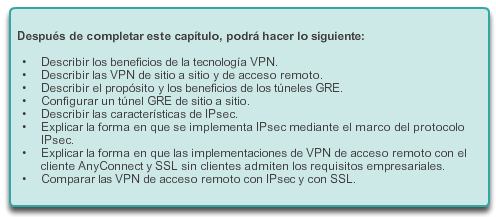 Después de completar este capítulo, podrá hacer lo siguiente:
• Describir los beneficios de la tecnología VPN.
• Describir las VPN de sitio a sitio y de acceso remoto.
• Describir el propósito y los beneficios de los túneles GRE.
• Configurar un túnel GRE de sitio a sitio.
• Describir las características de IPsec.
• Explicar la forma en que se implementa IPsec mediante el marco del protocolo
IPsec.
• Explicar la forma en que las implementaciones de VPN de acceso remoto con el
cliente AnyConnect y SSL sin clientes admiten los requisitos empresariales.
• Comparar las VPN de acceso remoto con IPsec y con SSL.